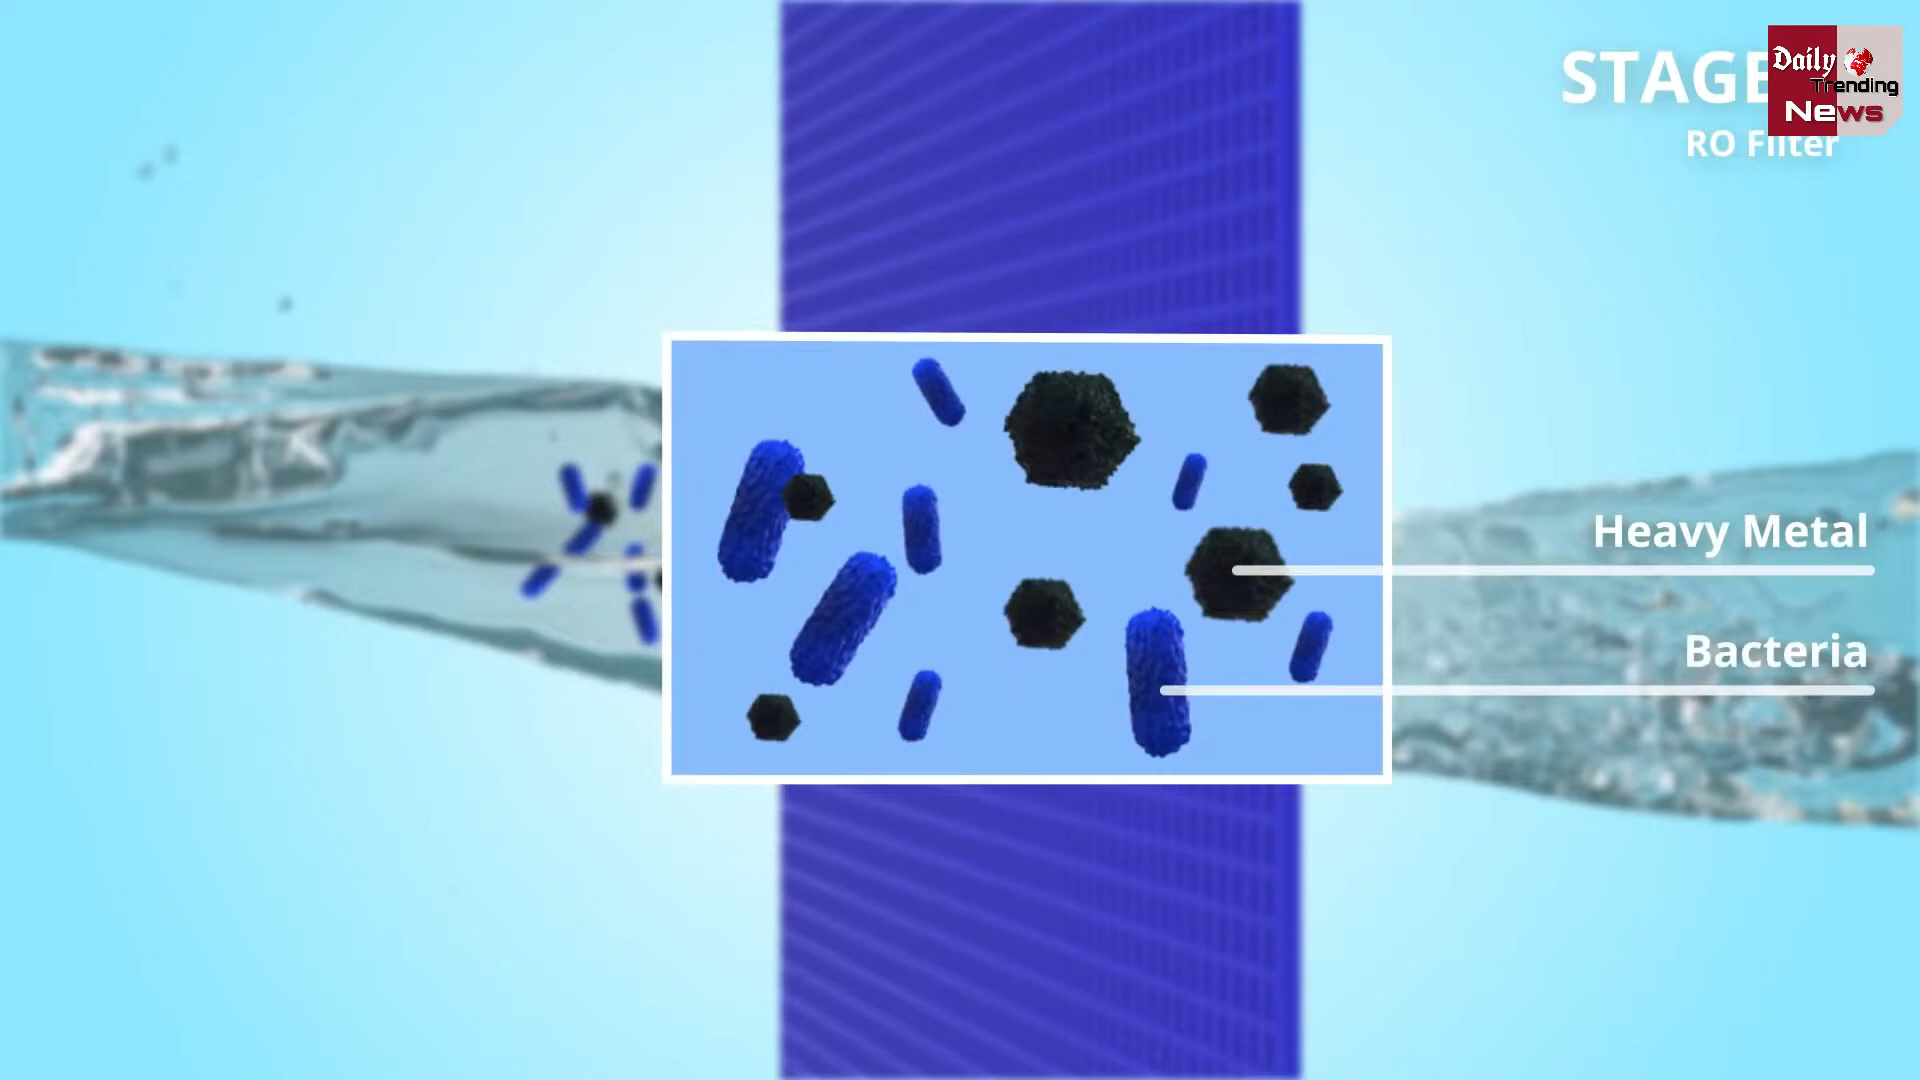 STAGE
RO Filter
Daily
Trending
News
Heavy Metal
Bacteria